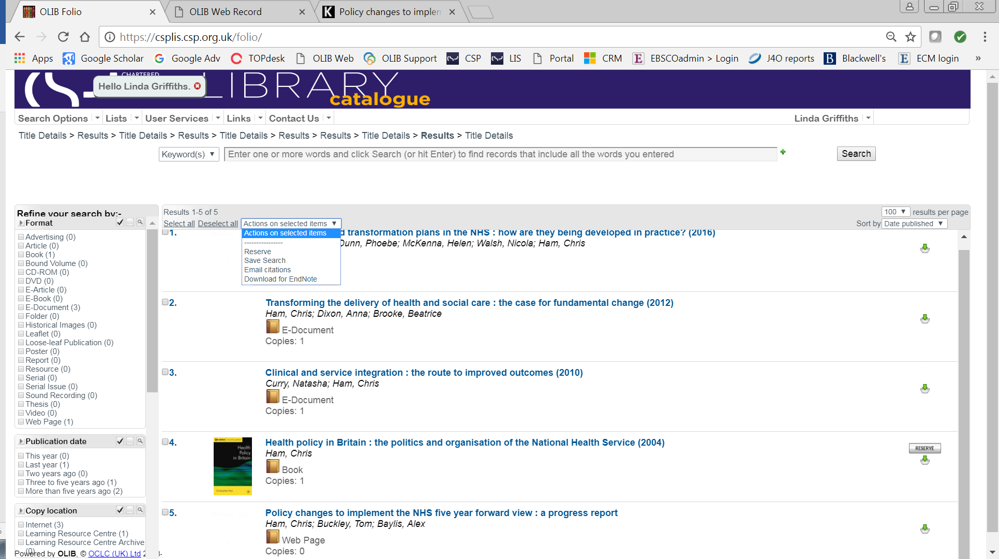 OLIB Folio
OLIB Web Record
Policy changes to implem
https://csplis.csp.org.uk/folio/
Apps Google Scholar Google Adv TOPdesk OLIB Web OLIB Support CSP LIS Portal CRM EBSCOadmin > Login J4O reports Blackwell's ECM login »
CHARTERED
Hello Linda Griffiths.
LIBRARY
catalogue
Search Options Lists User Services Links Contact Us Linda Griffiths
Title Details > Results > Title Details > Results > Title Details > Results > Results > Title Details > Results > Title Details
Keyword(s) Enter one or more words and click Search (or hit Enter) to find records that include all the words you entered Search
Refine your search by:-
Format
Advertising (0)
Article (0)
Book (1)
Bound Volume (0)
CD-ROM (0)
DVD (0)
E-Article (0)
E-Book (0)
E-Document (3)
Folder (0)
Historical Images (0)
Leaflet (0)
Loose-leaf Publication (0)
Poster (0)
Report (0)
Resource (0)
Serial (0)
Serial Issue (0)
Sound Recording (0)
Thesis (0)
Video (0)
Web Page (1)
Publication date
This year (0)
Last year (1)
Two years ago (0)
Three to five years ago (1)
More than five years ago (2)
Copy location
Internet (3)
Learning Resource Centre (1)
Learning Resource Centre Archive
(0)
Powered by OLIB, © OCLC (UK) Ltd
Results 1-5 of 5
100 results per page
Select all Deselect all Actions on selected items
Sort by Date published
Actions on selected items
----------------
Reserve
Save Search
Email citations
Download for EndNote
1. d transformation plans in the NHS : how are they being developed in practice? (2016)
Dunn, Phoebe; McKenna, Helen; Walsh, Nicola; Ham, Chris
2. Transforming the delivery of health and social care : the case for fundamental change (2012)
Ham, Chris; Dixon, Anna; Brooke, Beatrice
E-Document
Copies: 1
3. Clinical and service integration : the route to improved outcomes (2010)
Curry, Natasha; Ham, Chris
E-Document
Copies: 1
4. Health policy in Britain : the politics and organisation of the National Health Service (2004)
Ham, Chris
Book
Copies: 1
Health
Policy
in Britain
Christopher Ham
RESERVE
5. Policy changes to implement the NHS five year forward view : a progress report
Ham, Chris; Buckley, Tom; Baylis, Alex
Web Page
Copies: 0